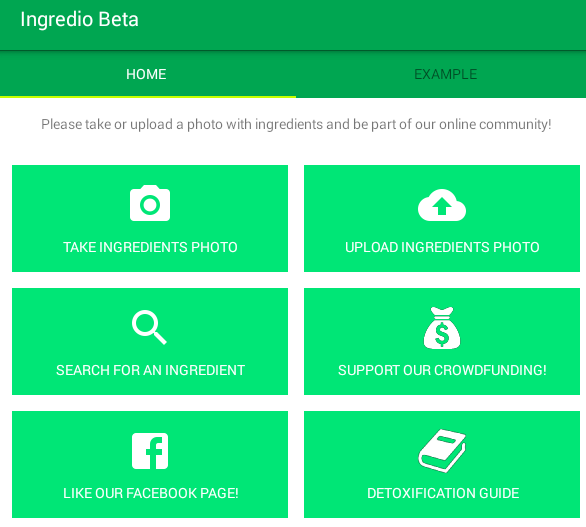 Ingredio Beta
HOME
EXAMPLE
Please take or upload a photo with ingredients and be part of our online community!
TAKE INGREDIENTS PHOTO
UPLOAD INGREDIENTS PHOTO
$
SEARCH FOR AN INGREDIENT
SUPPORT OUR CROWDFUNDING!
f
LIKE OUR FACEBOOK PAGE!
DETOXIFICATION GUIDE